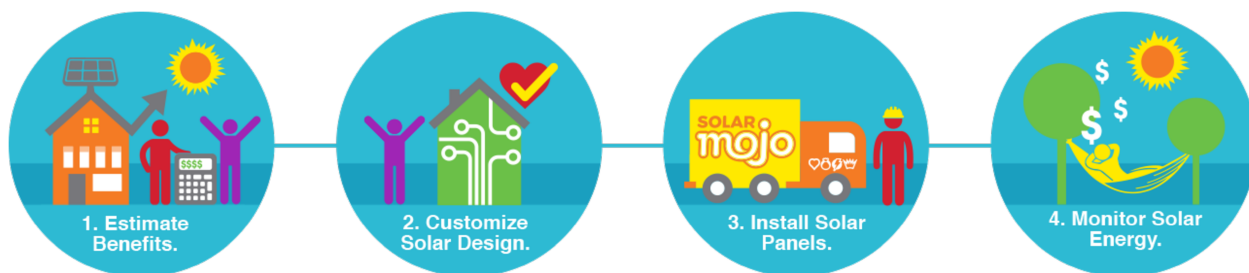 $$$$
1. Estimate
Benefits.
2. Customize
Solar Design.
SOLAR
mojo
3. Install Solar
Panels.
$
$
$
4. Monitor Solar
Energy.